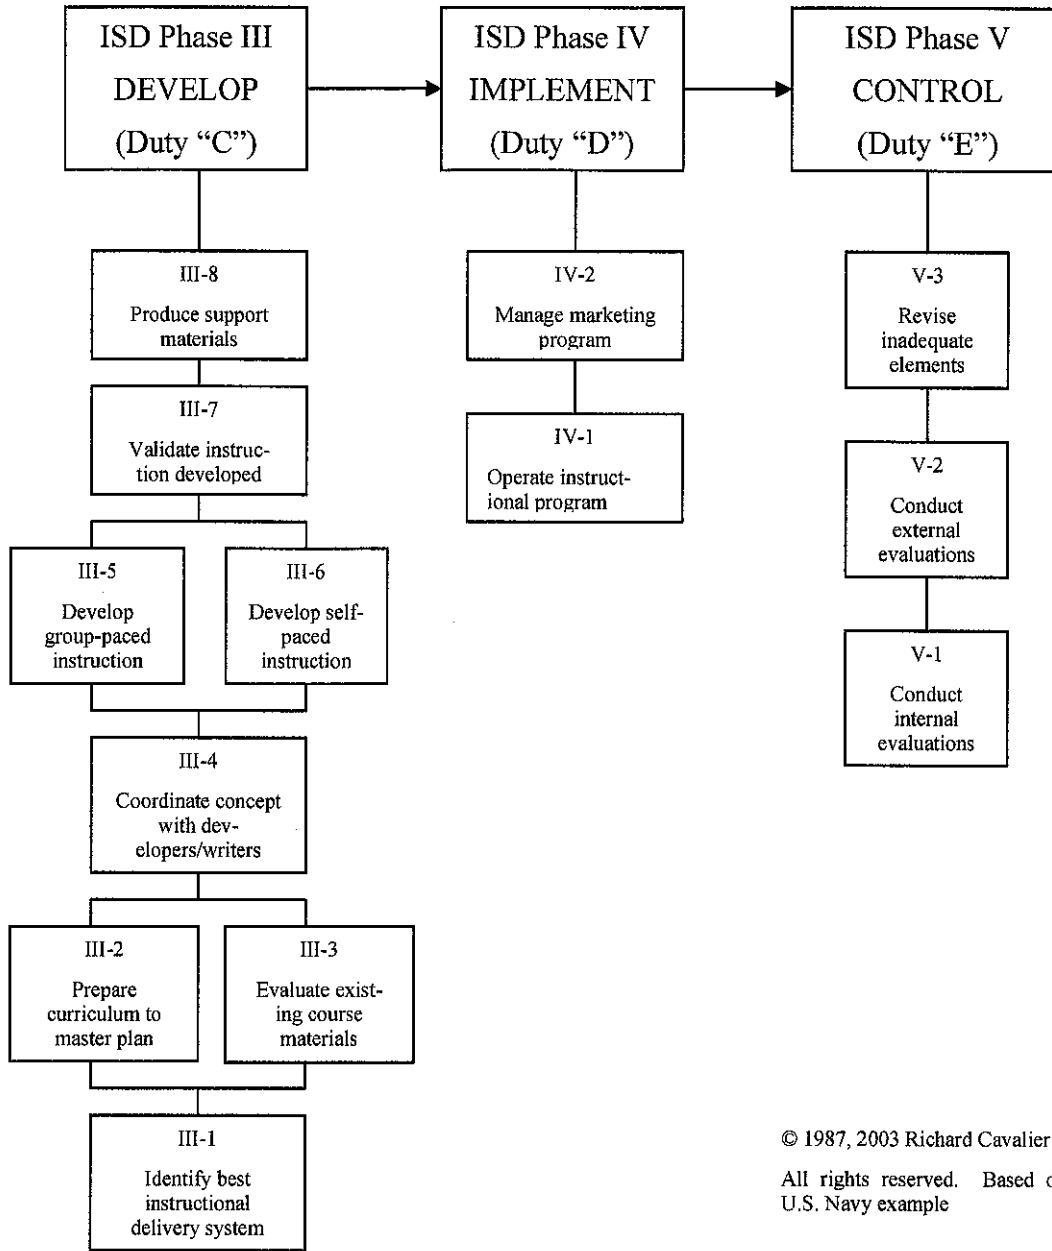 ISD Phase III
DEVELOP
(Duty “C”)
ISD Phase IV
IMPLEMENT
(Duty “D”)
ISD Phase V
CONTROL
(Duty “E”)
III-8
Produce support
materials
III-7
Validate instruc-
tion developed
III-5
Develop
group-paced
instruction
III-6
Develop self-
paced
instruction
III-4
Coordinate concept
with dev-
elopers/writers
III-2
Prepare
curriculum to
master plan
III-3
Evaluate exist-
ing course
materials
III-1
Identify best
instructional
delivery system
IV-2
Manage marketing
program
IV-1
Operate instruct-
ional program
V-3
Revise
inadequate
elements
V-2
Conduct
external
evaluations
V-1
Conduct
internal
evaluations
© 1987, 2003 Richard Cavalier
All rights reserved. Based
U.S. Navy example